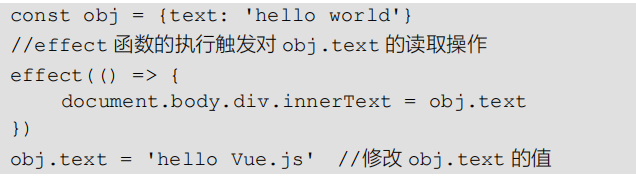 const obj = {text: 'hello world'}
//effect 函数的执行触发对 obj.text 的读取操作
effect(() => {
    document.body.div.innerText = obj.text
})
obj.text = 'hello Vue.js'  //修改 obj.text 的值